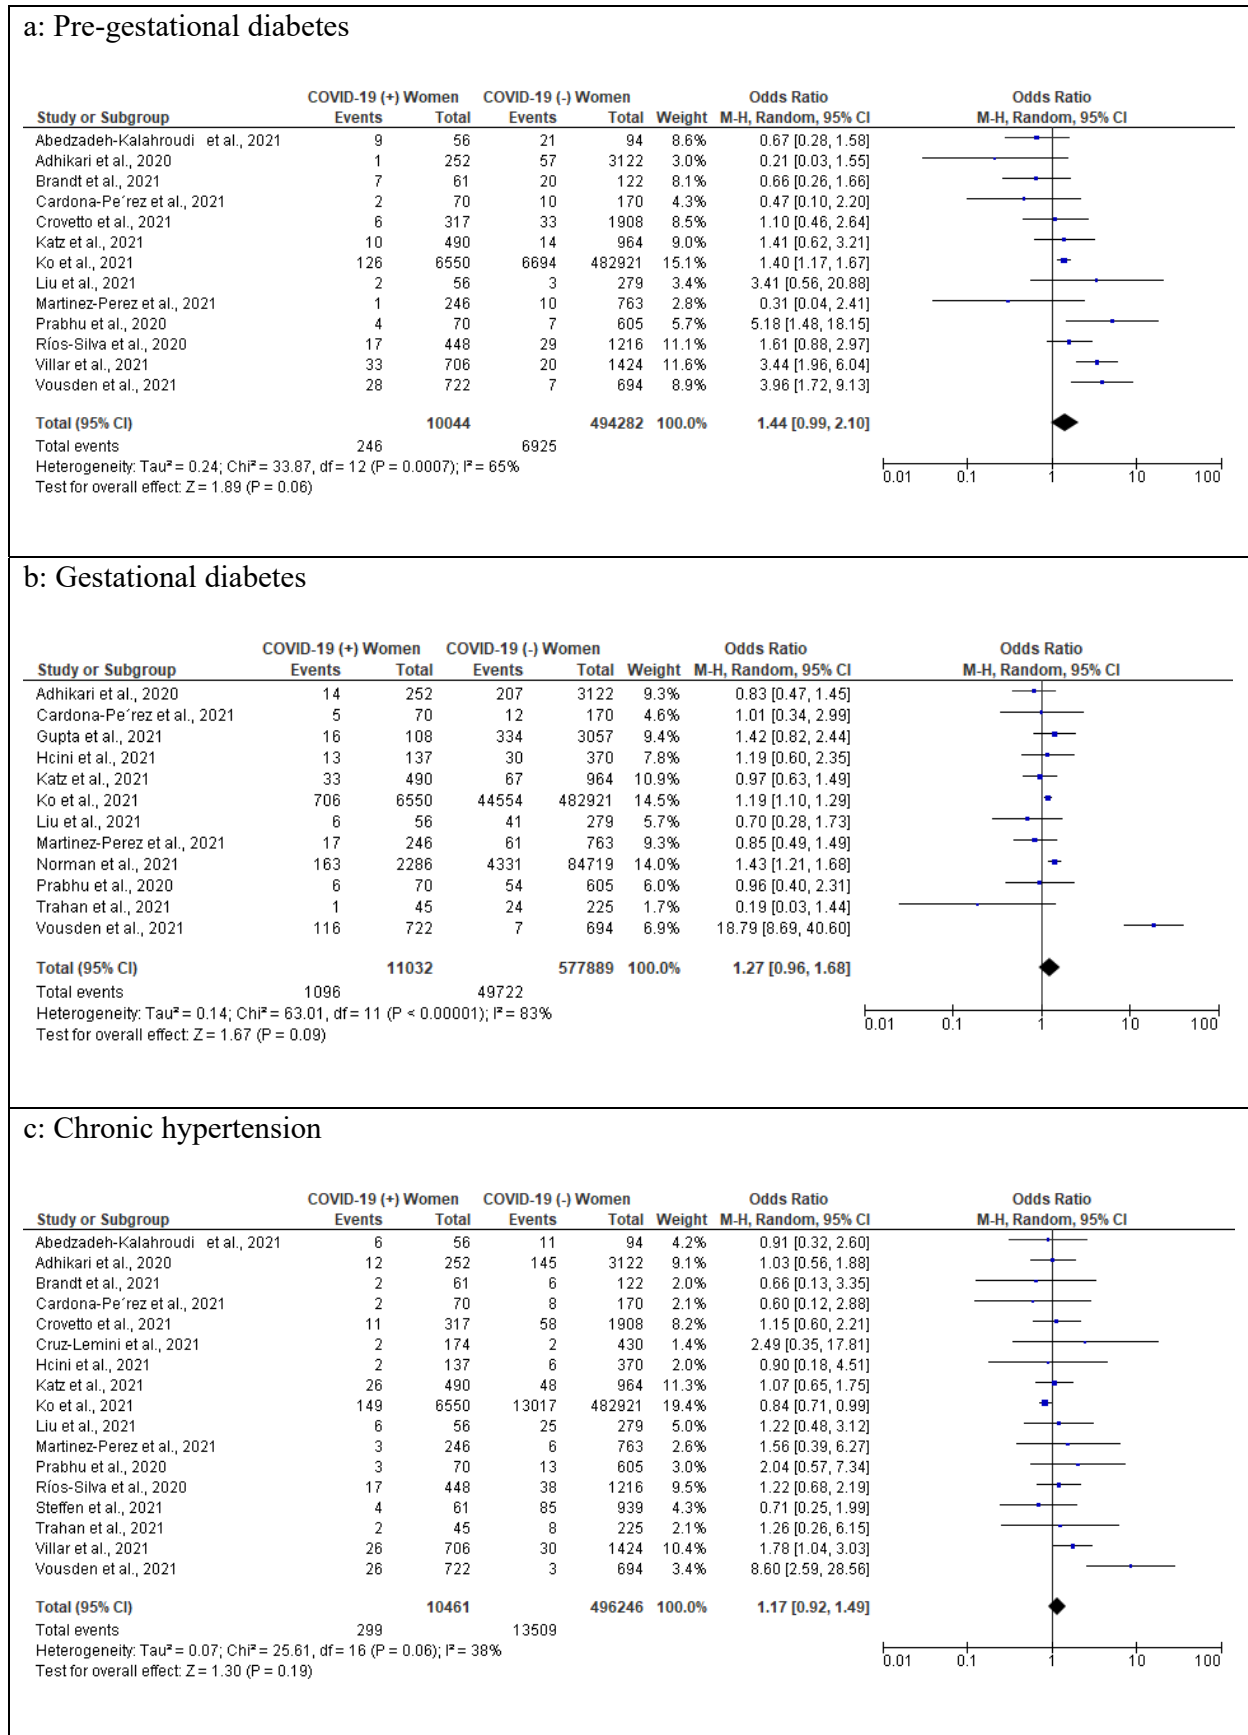 a: Pre-gestational diabetes
COVID-19 (+) Women COVID-19 (-) Women Odds Ratio Odds Ratio
Study or Subgroup Events Total Events Total Weight M-H, Random, 95% CI M-H, Random, 95% CI
Abedzadeh-Kalahroudi et al., 2021 9 56 21 94 8.6% 0.67 [0.28, 1.58]
Adhikari et al., 2020 1 252 57 3122 3.0% 0.21 [0.03, 1.55]
Brandt et al., 2021 7 61 20 122 8.1% 0.66 [0.26, 1.66]
Cardona-Pe´rez et al., 2021 2 70 10 170 4.3% 0.47 [0.10, 2.20]
Crovetto et al., 2021 6 317 33 1908 8.5% 1.10 [0.46, 2.64]
Katz et al., 2021 10 490 14 964 9.0% 1.41 [0.62, 3.21]
Ko et al., 2021 126 6550 6694 482921 15.1% 1.40 [1.17, 1.67]
Liu et al., 2021 2 56 3 279 3.4% 3.41 [0.56, 20.88]
Martinez-Perez et al., 2021 1 246 10 763 2.8% 0.31 [0.04, 2.41]
Prabhu et al., 2020 4 70 7 605 5.7% 5.18 [1.48, 18.15]
Ríos-Silva et al., 2020 17 448 29 1216 11.1% 1.61 [0.88, 2.97]
Villar et al., 2021 33 706 20 1424 11.6% 3.44 [1.96, 6.04]
Vousden et al., 2021 28 722 7 694 8.9% 3.96 [1.72, 9.13]
Total (95% CI) 10044 494282 100.0% 1.44 [0.99, 2.10]
Total events 246 6925
Heterogeneity: Tau² = 0.24; Chi² = 33.87, df = 12 (P = 0.0007); I² = 65%
Test for overall effect: Z = 1.89 (P = 0.06)
0.01 0.1 1 10 100
b: Gestational diabetes
COVID-19 (+) Women COVID-19 (-) Women Odds Ratio Odds Ratio
Study or Subgroup Events Total Events Total Weight M-H, Random, 95% CI M-H, Random, 95% CI
Adhikari et al., 2020 14 252 207 3122 9.3% 0.83 [0.47, 1.45]
Cardona-Pe´rez et al., 2021 5 70 12 170 4.6% 1.01 [0.34, 2.99]
Gupta et al., 2021 16 108 334 3057 9.4% 1.42 [0.82, 2.44]
Hcini et al., 2021 13 137 30 370 7.8% 1.19 [0.60, 2.35]
Katz et al., 2021 33 490 67 964 10.9% 0.97 [0.63, 1.49]
Ko et al., 2021 706 6550 44554 482921 14.5% 1.19 [1.10, 1.29]
Liu et al., 2021 6 56 41 279 5.7% 0.70 [0.28, 1.73]
Martinez-Perez et al., 2021 17 246 61 763 9.3% 0.85 [0.49, 1.49]
Norman et al., 2021 163 2286 4331 84719 14.0% 1.43 [1.21, 1.68]
Prabhu et al., 2020 6 70 54 605 6.0% 0.96 [0.40, 2.31]
Trahan et al., 2021 1 45 24 225 1.7% 0.19 [0.03, 1.44]
Vousden et al., 2021 116 722 7 694 6.9% 18.79 [8.69, 40.60]
Total (95% CI) 11032 577889 100.0% 1.27 [0.96, 1.68]
Total events 1096 49722
Heterogeneity: Tau² = 0.14; Chi² = 63.01, df = 11 (P < 0.00001); I² = 83%
Test for overall effect: Z = 1.67 (P = 0.09)
0.01 0.1 1 10 100
c: Chronic hypertension
COVID-19 (+) Women COVID-19 (-) Women Odds Ratio Odds Ratio
Study or Subgroup Events Total Events Total Weight M-H, Random, 95% CI M-H, Random, 95% CI
Abedzadeh-Kalahroudi et al., 2021 6 56 11 94 4.2% 0.91 [0.32, 2.60]
Adhikari et al., 2020 12 252 145 3122 9.1% 1.03 [0.56, 1.88]
Brandt et al., 2021 2 61 6 122 2.0% 0.66 [0.13, 3.35]
Cardona-Pe´rez et al., 2021 2 70 8 170 2.1% 0.60 [0.12, 2.88]
Crovetto et al., 2021 11 317 58 1908 8.2% 1.15 [0.60, 2.21]
Cruz-Lemini et al., 2021 2 174 2 430 1.4% 2.49 [0.35, 17.81]
Hcini et al., 2021 2 137 6 370 2.0% 0.90 [0.18, 4.51]
Katz et al., 2021 26 490 48 964 11.3% 1.07 [0.65, 1.75]
Ko et al., 2021 149 6550 13017 482921 19.4% 0.84 [0.71, 0.99]
Liu et al., 2021 6 56 25 279 5.0% 1.22 [0.48, 3.12]
Martinez-Perez et al., 2021 3 246 6 763 2.6% 1.56 [0.39, 6.27]
Prabhu et al., 2020 3 70 13 605 3.0% 2.04 [0.57, 7.34]
Ríos-Silva et al., 2020 17 448 38 1216 9.5% 1.22 [0.68, 2.19]
Steffen et al., 2021 4 61 85 939 4.3% 0.71 [0.25, 1.99]
Trahan et al., 2021 2 45 8 225 2.1% 1.26 [0.26, 6.15]
Villar et al., 2021 26 706 30 1424 10.4% 1.78 [1.04, 3.03]
Vousden et al., 2021 26 722 3 694 3.4% 8.60 [2.59, 28.56]
Total (95% CI) 10461 496246 100.0% 1.17 [0.92, 1.49]
Total events 299 13509
Heterogeneity: Tau² = 0.07; Chi² = 25.61, df = 16 (P = 0.06); I² = 38%
Test for overall effect: Z = 1.30 (P = 0.19)
0.01 0.1 1 10 100